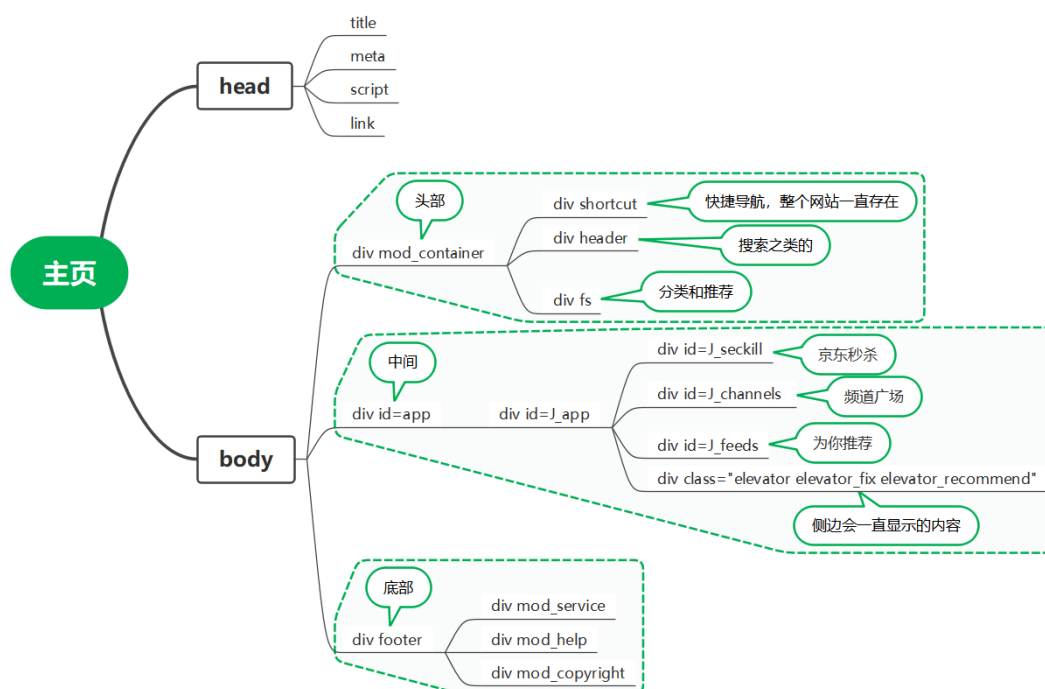 title
meta
head
script
link
头部
div shortcut
快捷导航，整个网站一直存在
div mod_container
div header
搜索之类的
主页
div fs
分类和推荐
中间
div id=J_seckill
京东秒杀
div id=J_channels
频道广场
div id=app
div id=J_app
div id=J_feeds
为你推荐
body
div class="elevator elevator_fix elevator_recommend"
侧边会一直显示的内容
底部
div mod_service
div footer
div mod_help
div mod_copyright